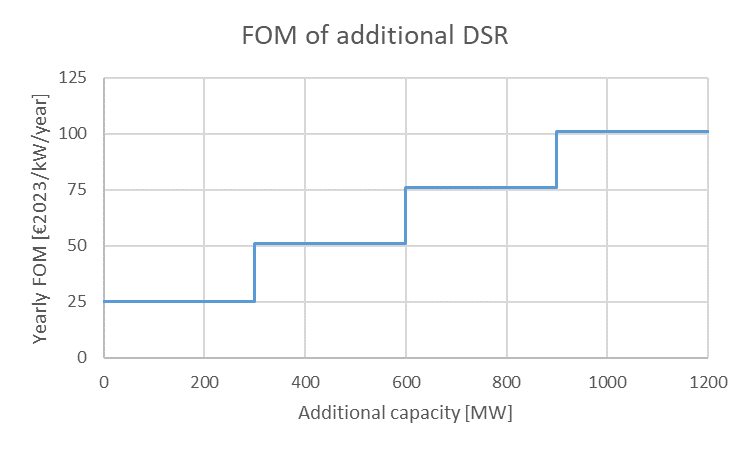 FOM of additional DSR
Yearly FOM [€2023/kW/year]
125
100
75
50
25
0
0 200 400 600 800 1000 1200
Additional capacity [MW]